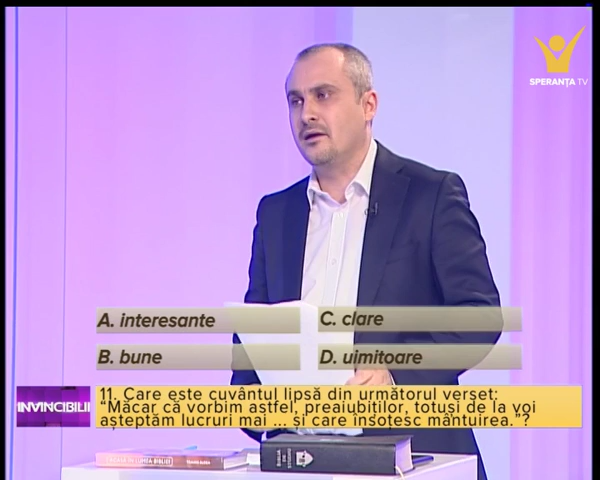 SPERANȚA TV
A. interesante
C. clare
B. bune
D. uimitoare
INVINCIBILII
11. Care este cuvântul lipsă din următorul verset:
"Măcar că vorbim astfel, preaiubiților, totuși de la voi
așteptăm lucruri mai ... și care însoțesc mântuirea."?
BIBLIA